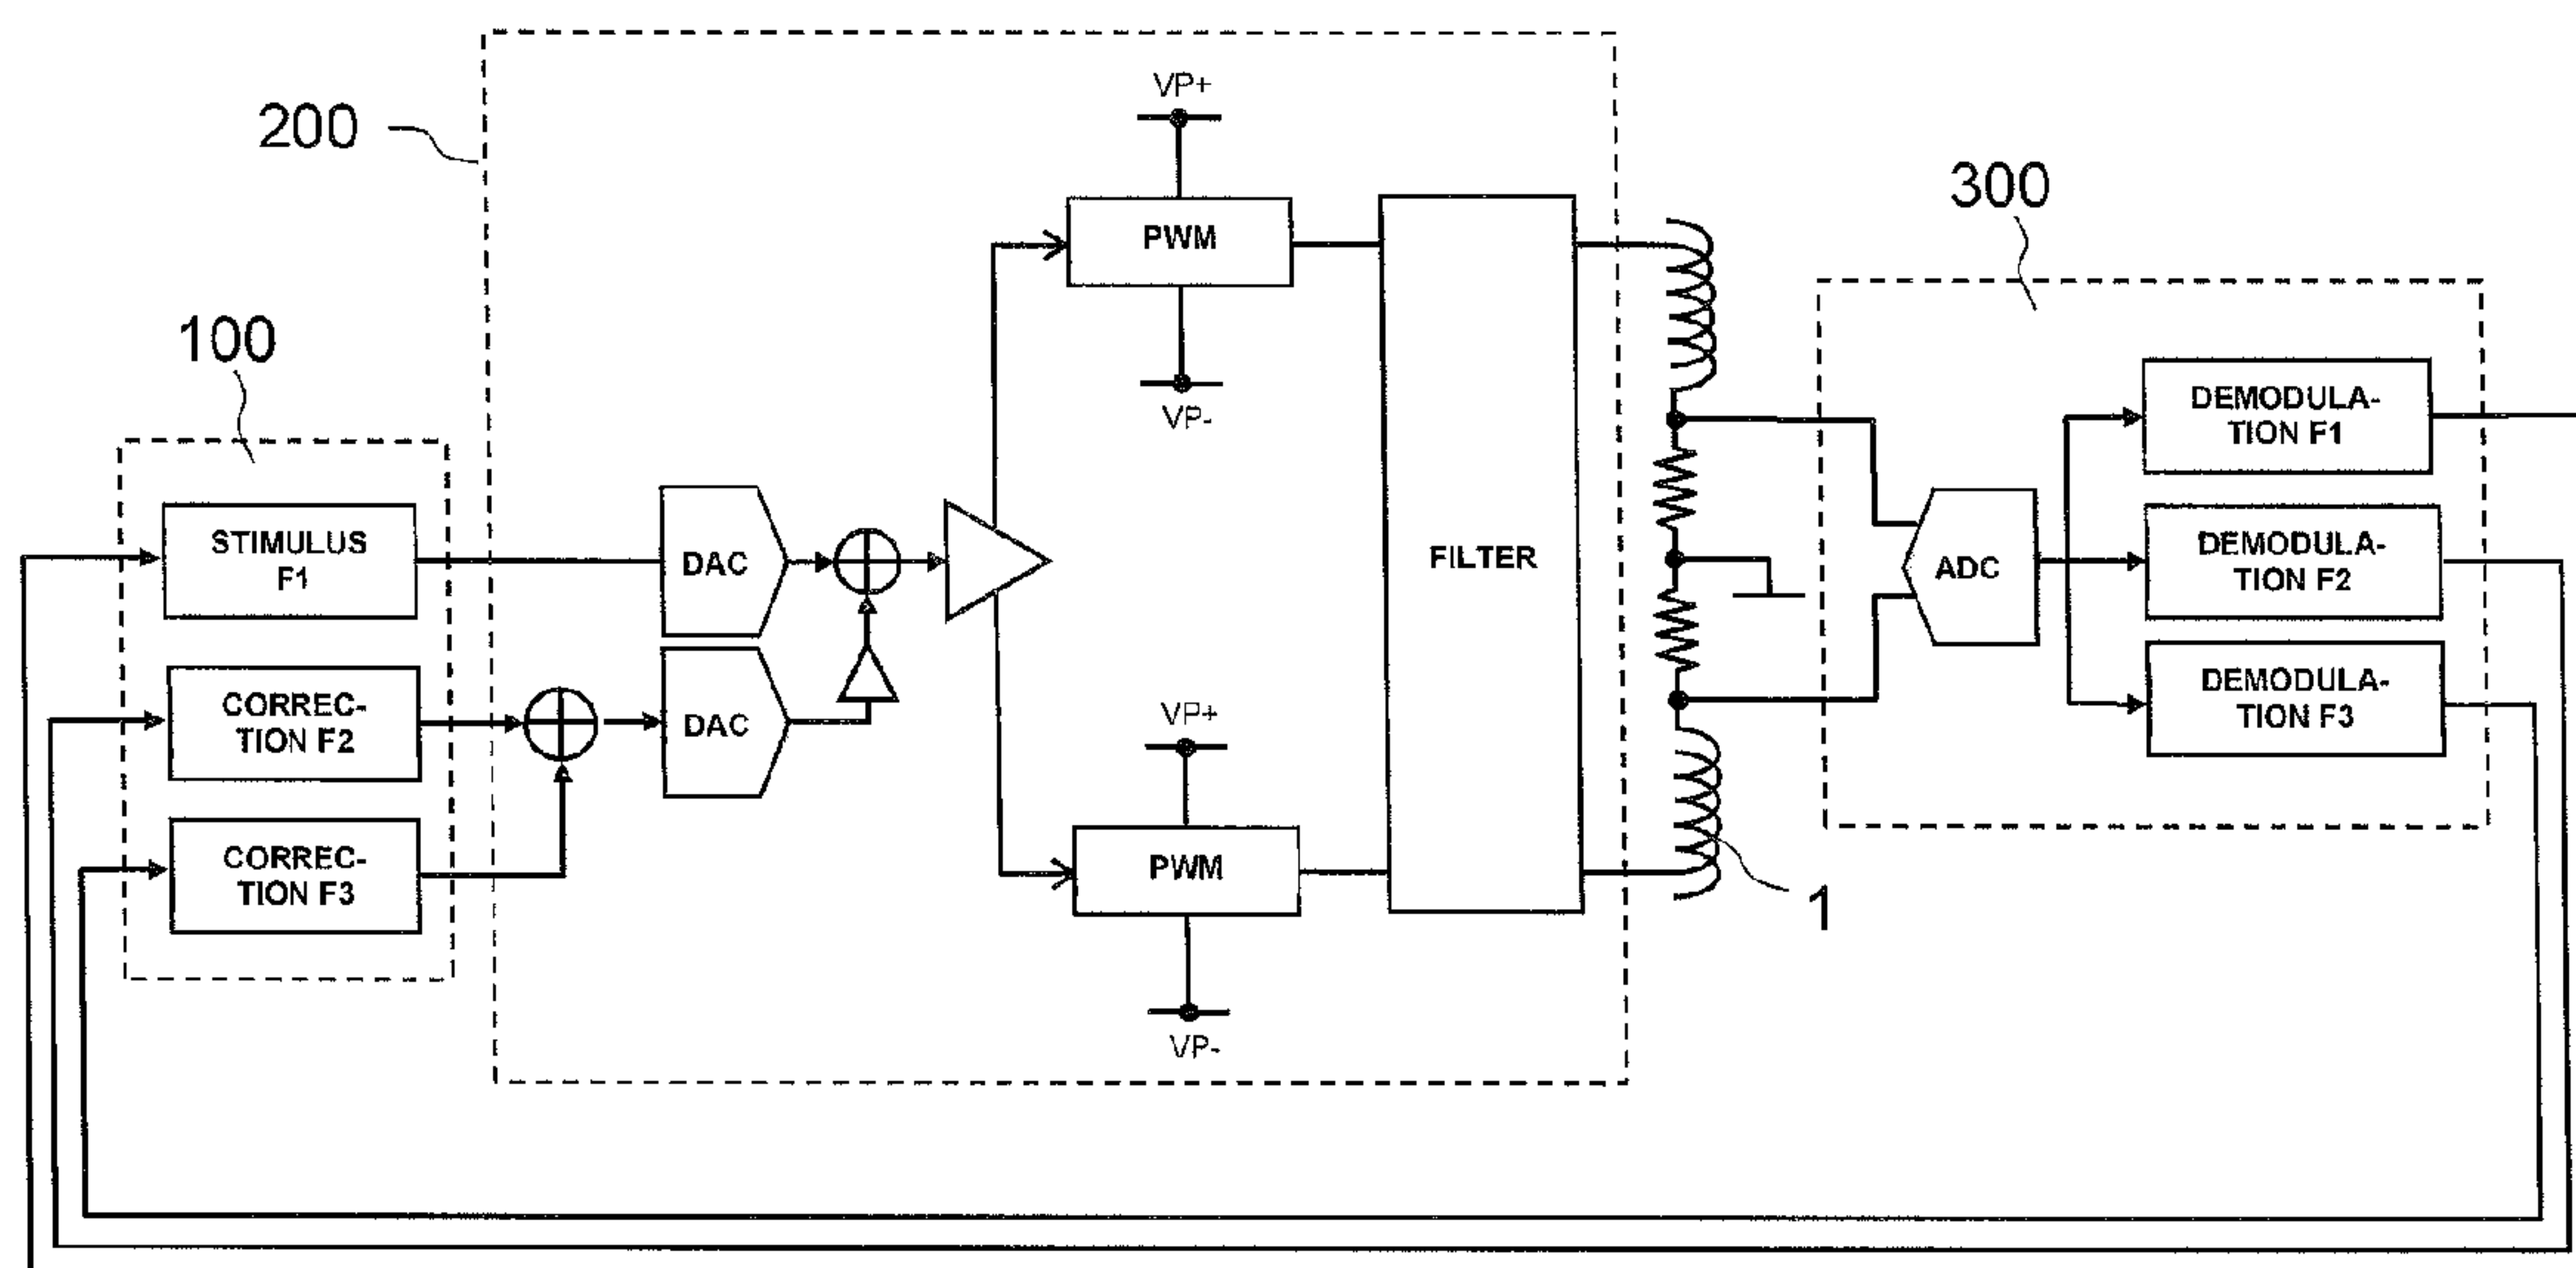 VP+
200
300
PWM
100
VP-
DEMODULA-
TION F1
STIMULUS
F1
DAC
FILTER
ADC
DEMODULA-
TION F2
CORREC-
TION F2
DAC
DEMODULA-
TION F3
VP+
CORREC-
TION F3
PWM
1
VP-